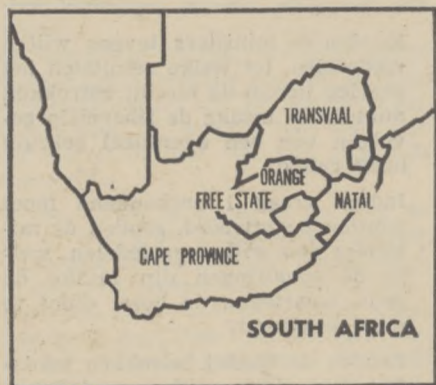 TRANSVAAL
ORANGE
FREE STATE
NATAL
CAPE PROVINCE
SOUTH AFRICA